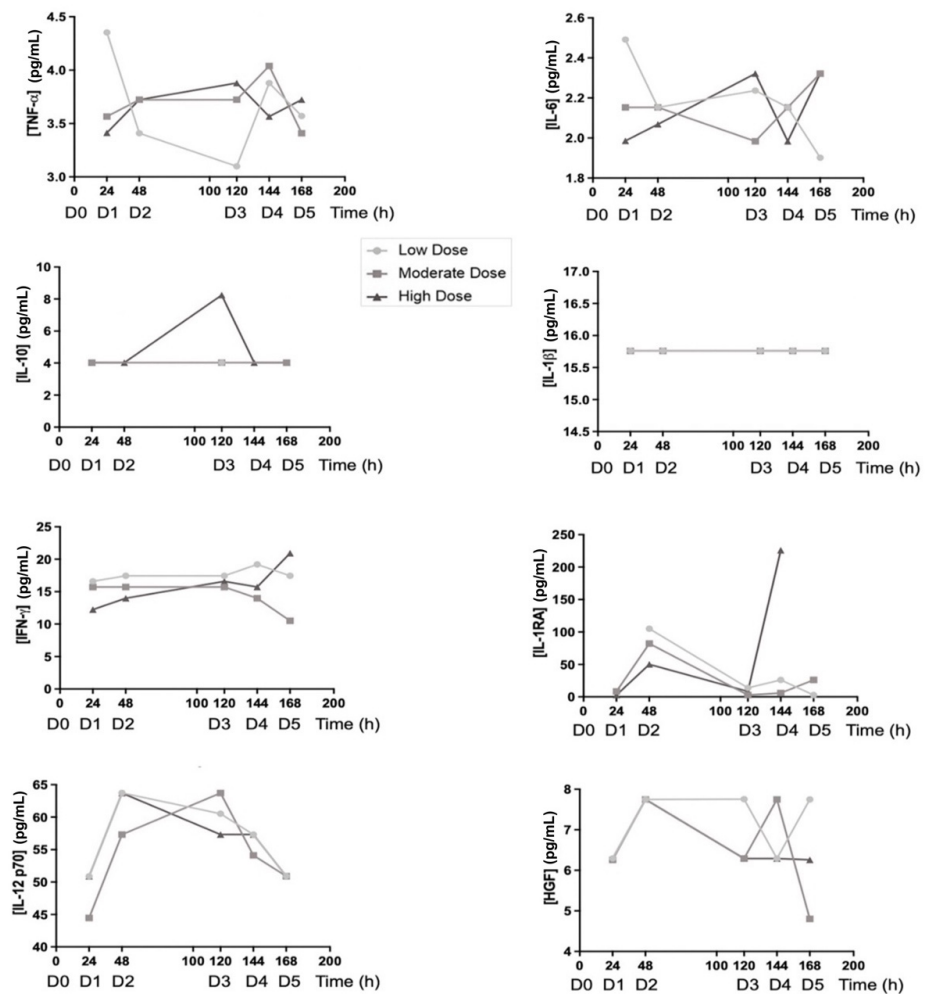 [TNF-α] (pg/mL)
4.5
4.0
3.5
3.0
0 24 48 100 120 144 168 200
D0 D1 D2 D3 D4 D5 Time (h)
[IL-6] (pg/mL)
2.6
2.4
2.2
2.0
1.8
0 24 48 100 120 144 168 200
D0 D1 D2 D3 D4 D5 Time (h)
Low Dose
Moderate Dose
High Dose
[IL-10] (pg/mL)
10
8
6
4
2
0
0 24 48 100 120 144 168 200
D0 D1 D2 D3 D4 D5 Time (h)
[IL-1β] (pg/mL)
17.0
16.5
16.0
15.5
15.0
14.5
0 24 48 100 120 144 168 200
D0 D1 D2 D3 D4 D5 Time (h)
[IFN-γ] (pg/mL)
25
20
15
10
5
0
0 24 48 100 120 144 168 200
D0 D1 D2 D3 D4 D5 Time (h)
[IL-1RA] (pg/mL)
250
200
150
100
50
0
0 24 48 100 120 144 168 200
D0 D1 D2 D3 D4 D5 Time (h)
[IL-12 p70] (pg/mL)
65
60
55
50
45
40
0 24 48 100 120 144 168 200
D0 D1 D2 D3 D4 D5 Time (h)
[HGF] (pg/mL)
8
7
6
5
4
0 24 48 100 120 144 168 200
D0 D1 D2 D3 D4 D5 Time (h)